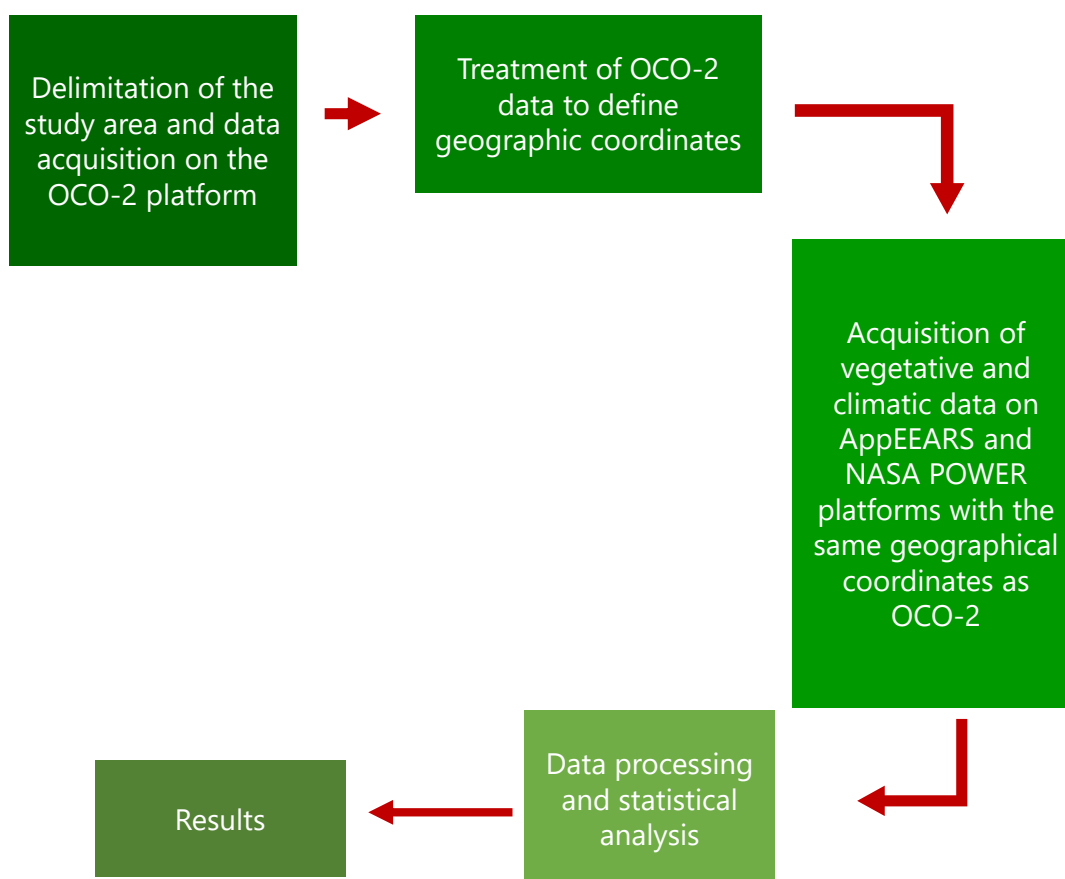 Delimitation of the
study area and data
acquisition on the
OCO-2 platform
Treatment of OCO-2
data to define
geographic coordinates
Acquisition of
vegetative and
climatic data on
AppEEARS and
NASA POWER
platforms with the
same geographical
coordinates as
OCO-2
Data processing
and statistical
analysis
Results